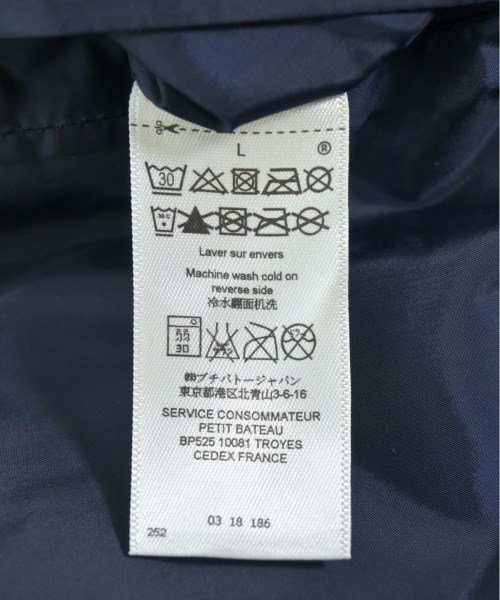 L ®
30
30°C
Laver sur envers
Machine wash cold on
reverse side
冷水翻面机洗
弱
30
㈱プチバトージャパン
東京都港区北青山3-6-16
SERVICE CONSOMMATEUR
PETIT BATEAU
BP525 10081 TROYES
CEDEX FRANCE
03 18 186
252